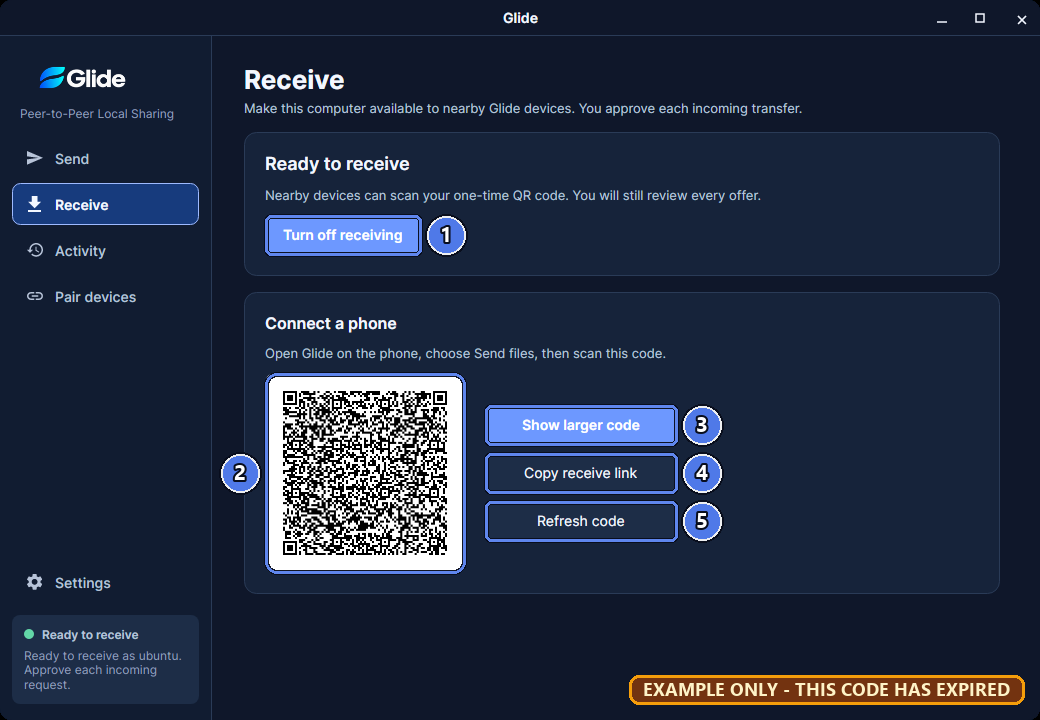 Glide
Glide
Peer-to-Peer Local Sharing
Send
Receive
Activity
Pair devices
Settings
Ready to receive
Ready to receive as ubuntu.
Approve each incoming
request.
Receive
Make this computer available to nearby Glide devices. You approve each incoming transfer.
Ready to receive
Nearby devices can scan your one-time QR code. You will still review every offer.
Turn off receiving
1
Connect a phone
Open Glide on the phone, choose Send files, then scan this code.
2
Show larger code
3
Copy receive link
4
Refresh code
5
EXAMPLE ONLY - THIS CODE HAS EXPIRED